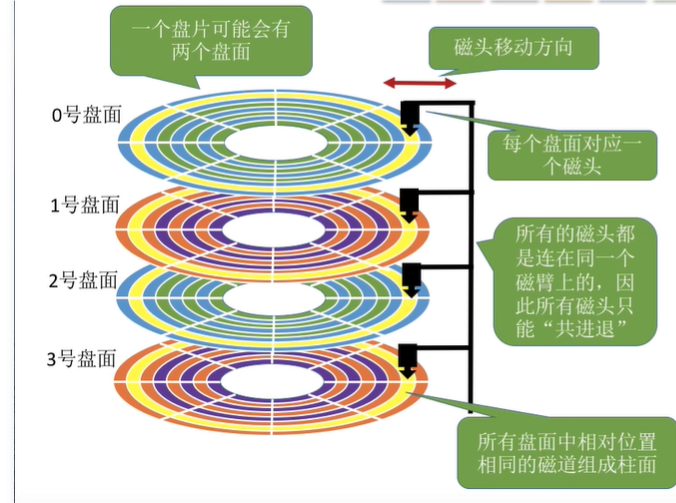 一个盘片可能会有
两个盘面
磁头移动方向
0号盘面
每个盘面对应一
个磁头
1号盘面
所有的磁头都
是连在同一个
磁臂上的，因
此所有磁头只
能“共进退”
2号盘面
3号盘面
所有盘面中相对位置
相同的磁道组成柱面